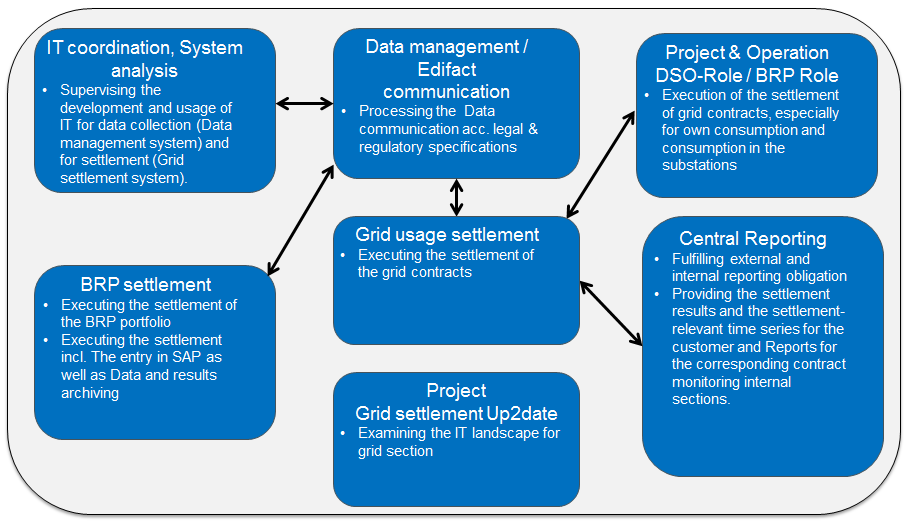 IT coordination, System
analysis
• Supervising the
development and usage of
IT for data collection (Data
management system) and
for settlement (Grid
settlement system).
Data management /
Edifact
communication
• Processing the Data
communication acc. legal &
regulatory specifications
Project & Operation
DSO-Role / BRP Role
• Execution of the settlement
of grid contracts, especially
for own consumption and
consumption in the
substations
BRP settlement
• Executing the settlement of
the BRP portfolio
• Executing the settlement
incl. The entry in SAP as
well as Data and results
archiving
Grid usage settlement
• Executing the settlement of
the grid contracts
Central Reporting
• Fulfilling external and
internal reporting obligation
• Providing the settlement
results and the settlement-
relevant time series for the
customer and Reports for
the corresponding contract
monitoring internal
sections.
Project
Grid settlement Up2date
• Examining the IT landscape for
grid section